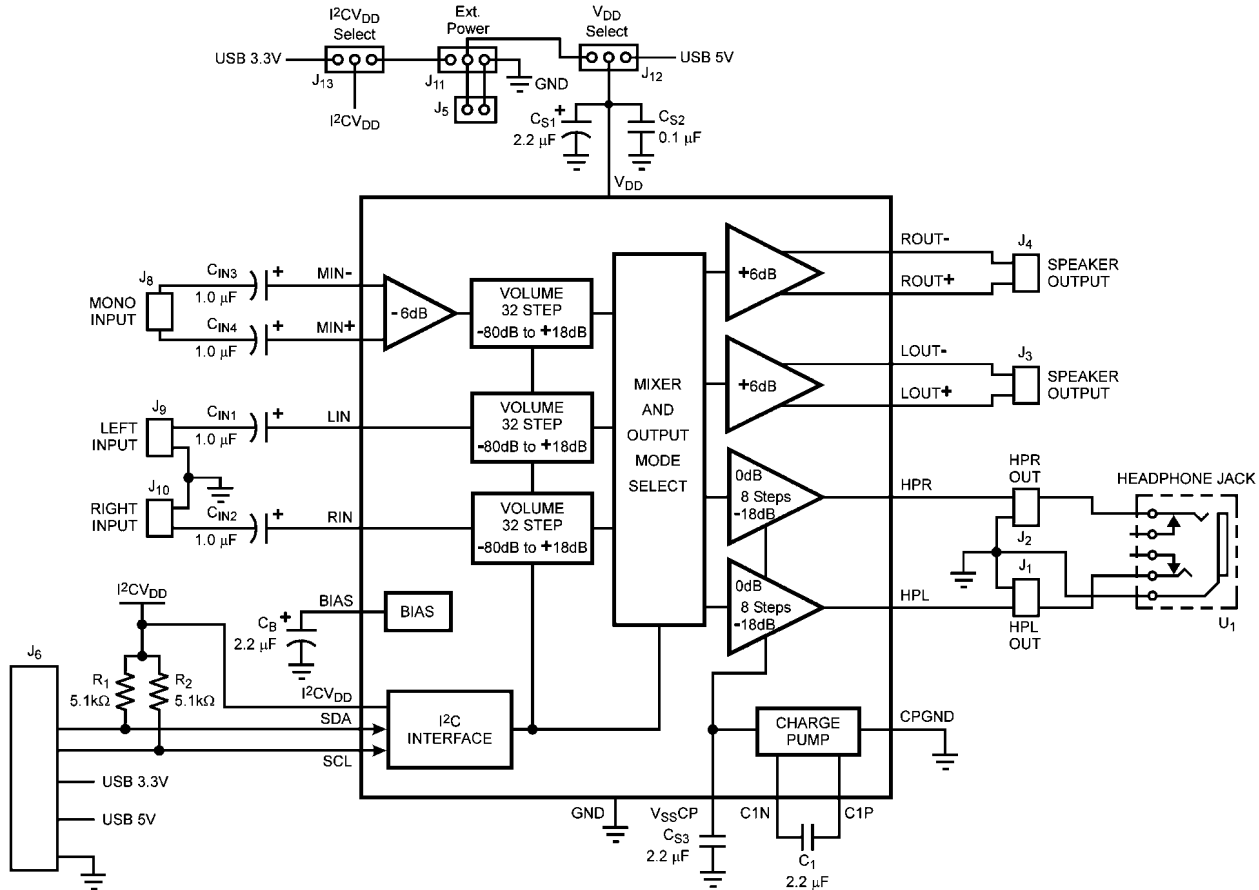 I²CV_DD
Select
Ext.
Power
V_DD
Select
USB 3.3V
USB 5V
J13
J11
GND
J12
J5
I²CV_DD
C_S1 +
2.2 µF
C_S2
0.1 µF
V_DD
J8
MONO
INPUT
C_IN3 +
1.0 µF
MIN-
C_IN4 +
1.0 µF
MIN+
- 6dB
VOLUME
32 STEP
-80dB to +18dB
J9
LEFT
INPUT
C_IN1 +
1.0 µF
LIN
VOLUME
32 STEP
-80dB to +18dB
J10
RIGHT
INPUT
C_IN2 +
1.0 µF
RIN
VOLUME
32 STEP
-80dB to +18dB
MIXER
AND
OUTPUT
MODE
SELECT
+6dB
ROUT-
ROUT+
J4
SPEAKER
OUTPUT
+6dB
LOUT-
LOUT+
J3
SPEAKER
OUTPUT
0dB
8 Steps
-18dB
HPR
HPR
OUT
J2
HEADPHONE JACK
0dB
8 Steps
-18dB
HPL
J1
HPL
OUT
U1
I²CV_DD
BIAS
BIAS
C_B +
2.2 µF
J6
R1
5.1kΩ
R2
5.1kΩ
I²CV_DD
SDA
SCL
I²C
INTERFACE
USB 3.3V
USB 5V
CHARGE
PUMP
CPGND
GND
V_SSCP
C1N
C1P
C_S3
2.2 µF
C1
2.2 µF